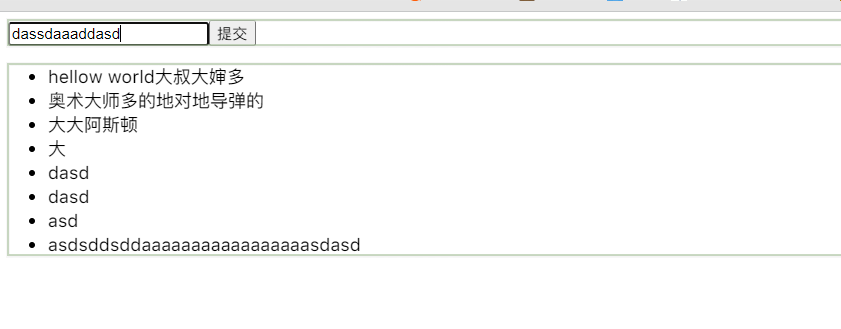 dassdaaaddasd 提交
hellow world大叔大婶多
奥术大师多的地对地导弹的
大大阿斯顿
大
dasd
dasd
asd
asdsddsddaaaaaaaaaaaaaaaaasdasd